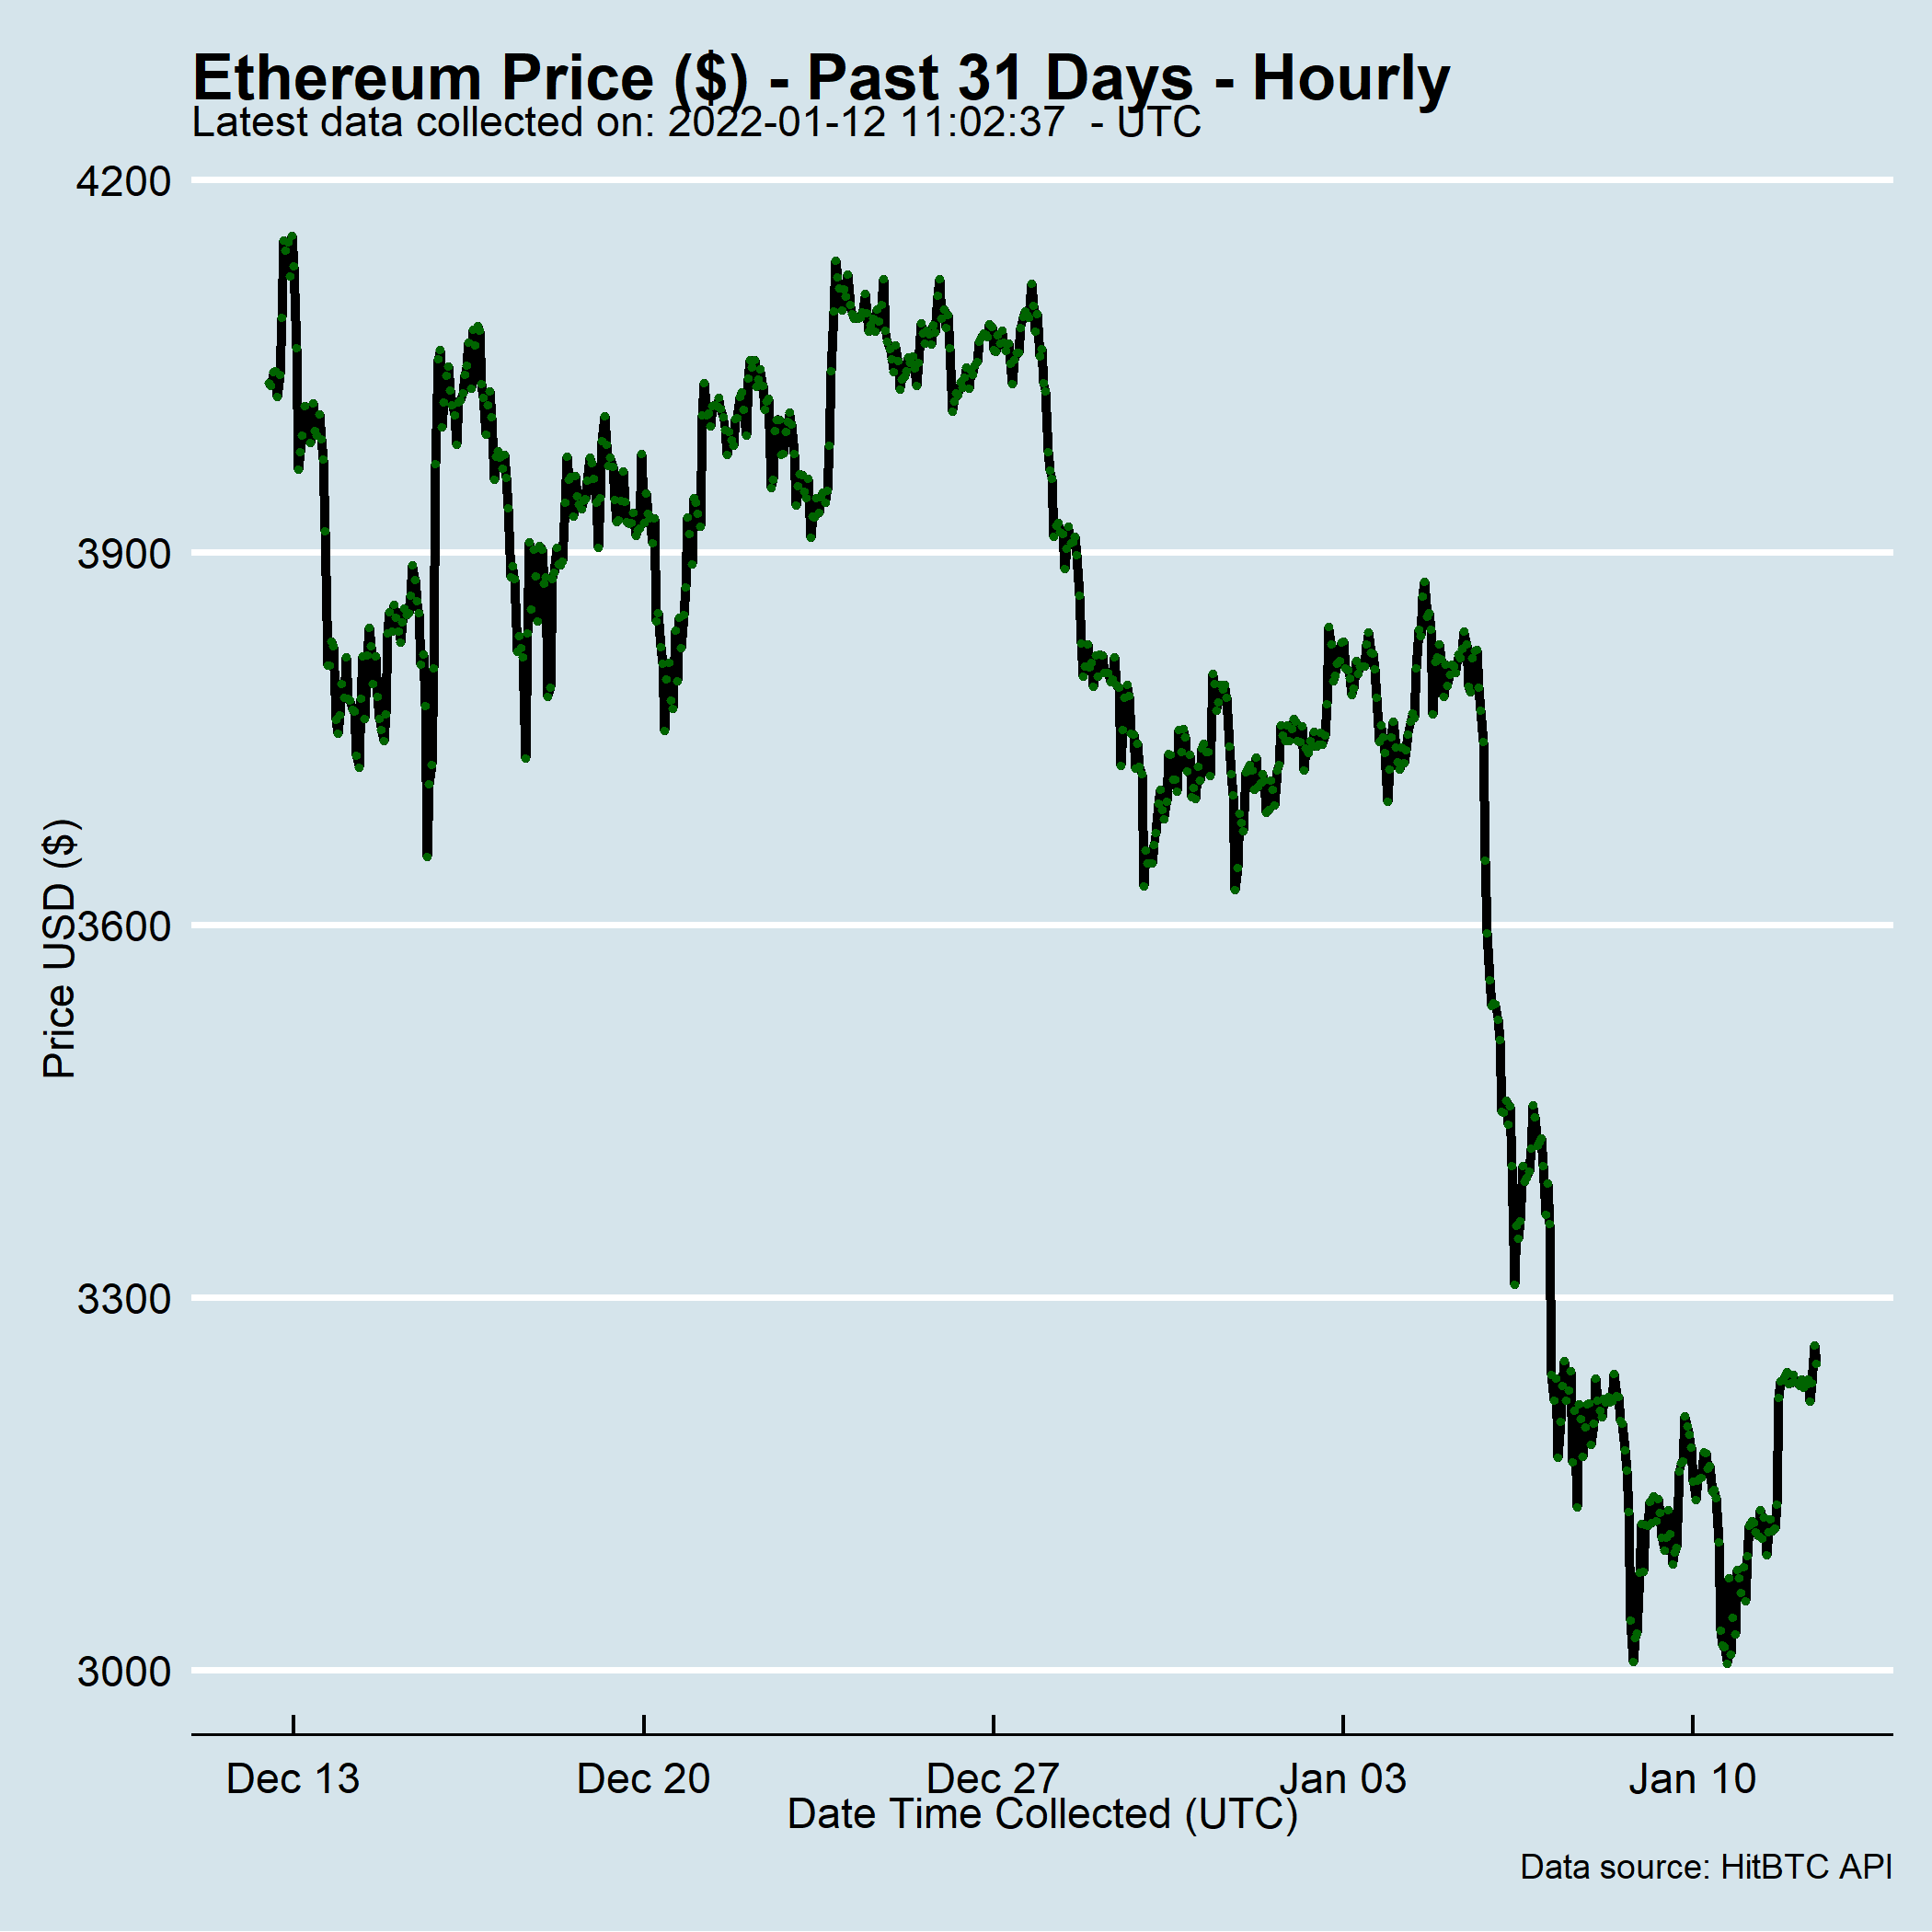 Ethereum Price ($) - Past 31 Days - Hourly
Latest data collected on: 2022-01-12 11:02:37  - UTC
4200
3900
3600
3300
3000
Price USD ($)
Dec 13
Dec 20
Dec 27
Jan 03
Jan 10
Date Time Collected (UTC)
Data source: HitBTC API